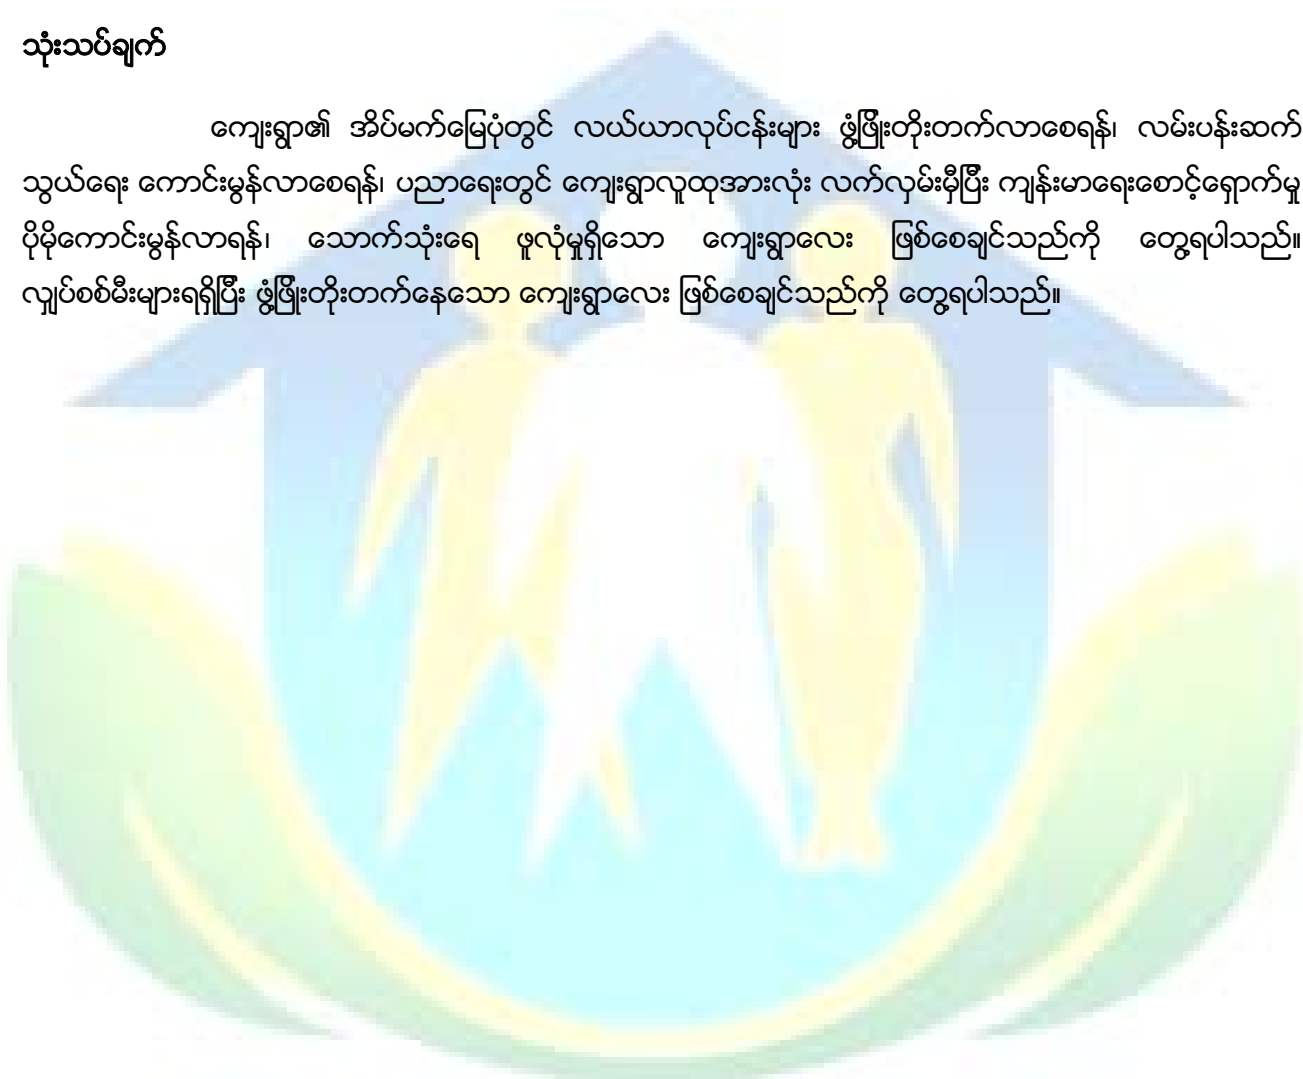 သုံးသပ်ချက်
ကျေးရွာ၏ အိပ်မက်မြေပုံတွင် လယ်ယာလုပ်ငန်းများ ဖွံ့ဖြိုးတိုးတက်လာစေရန်၊ လမ်းပန်းဆက်
သွယ်ရေး ကောင်းမွန်လာစေရန်၊ ပညာရေးတွင် ကျေးရွာလူထုအားလုံး လက်လှမ်းမှီပြီး ကျန်းမာရေးစောင့်ရှောက်မှု
ပိုမိုကောင်းမွန်လာရန်၊ သောက်သုံးရေ ဖူလုံမှုရှိသော ကျေးရွာလေး ဖြစ်စေချင်သည်ကို တွေ့ရပါသည်။
လျှပ်စစ်မီးများရရှိပြီး ဖွံ့ဖြိုးတိုးတက်နေသော ကျေးရွာလေး ဖြစ်စေချင်သည်ကို တွေ့ရပါသည်။